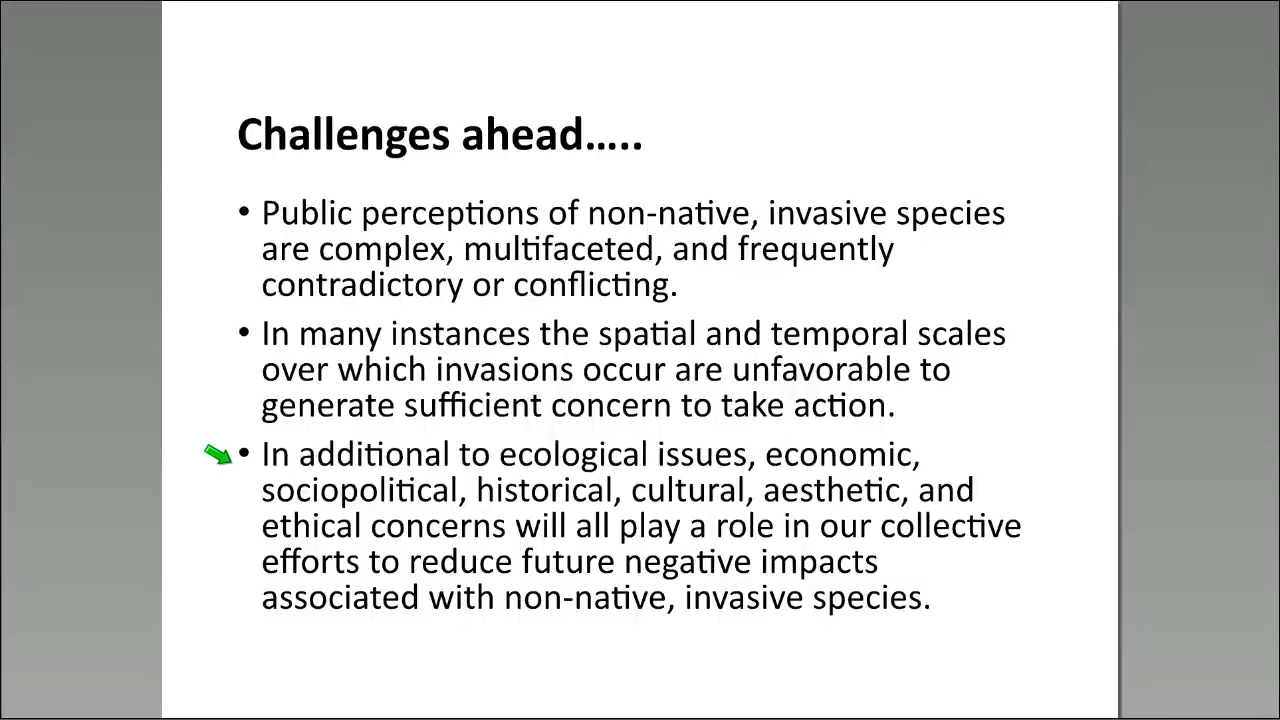 Challenges ahead…..
• Public perceptions of non-native, invasive species
are complex, multifaceted, and frequently
contradictory or conflicting.
• In many instances the spatial and temporal scales
over which invasions occur are unfavorable to
generate sufficient concern to take action.
• In additional to ecological issues, economic,
sociopolitical, historical, cultural, aesthetic, and
ethical concerns will all play a role in our collective
efforts to reduce future negative impacts
associated with non-native, invasive species.